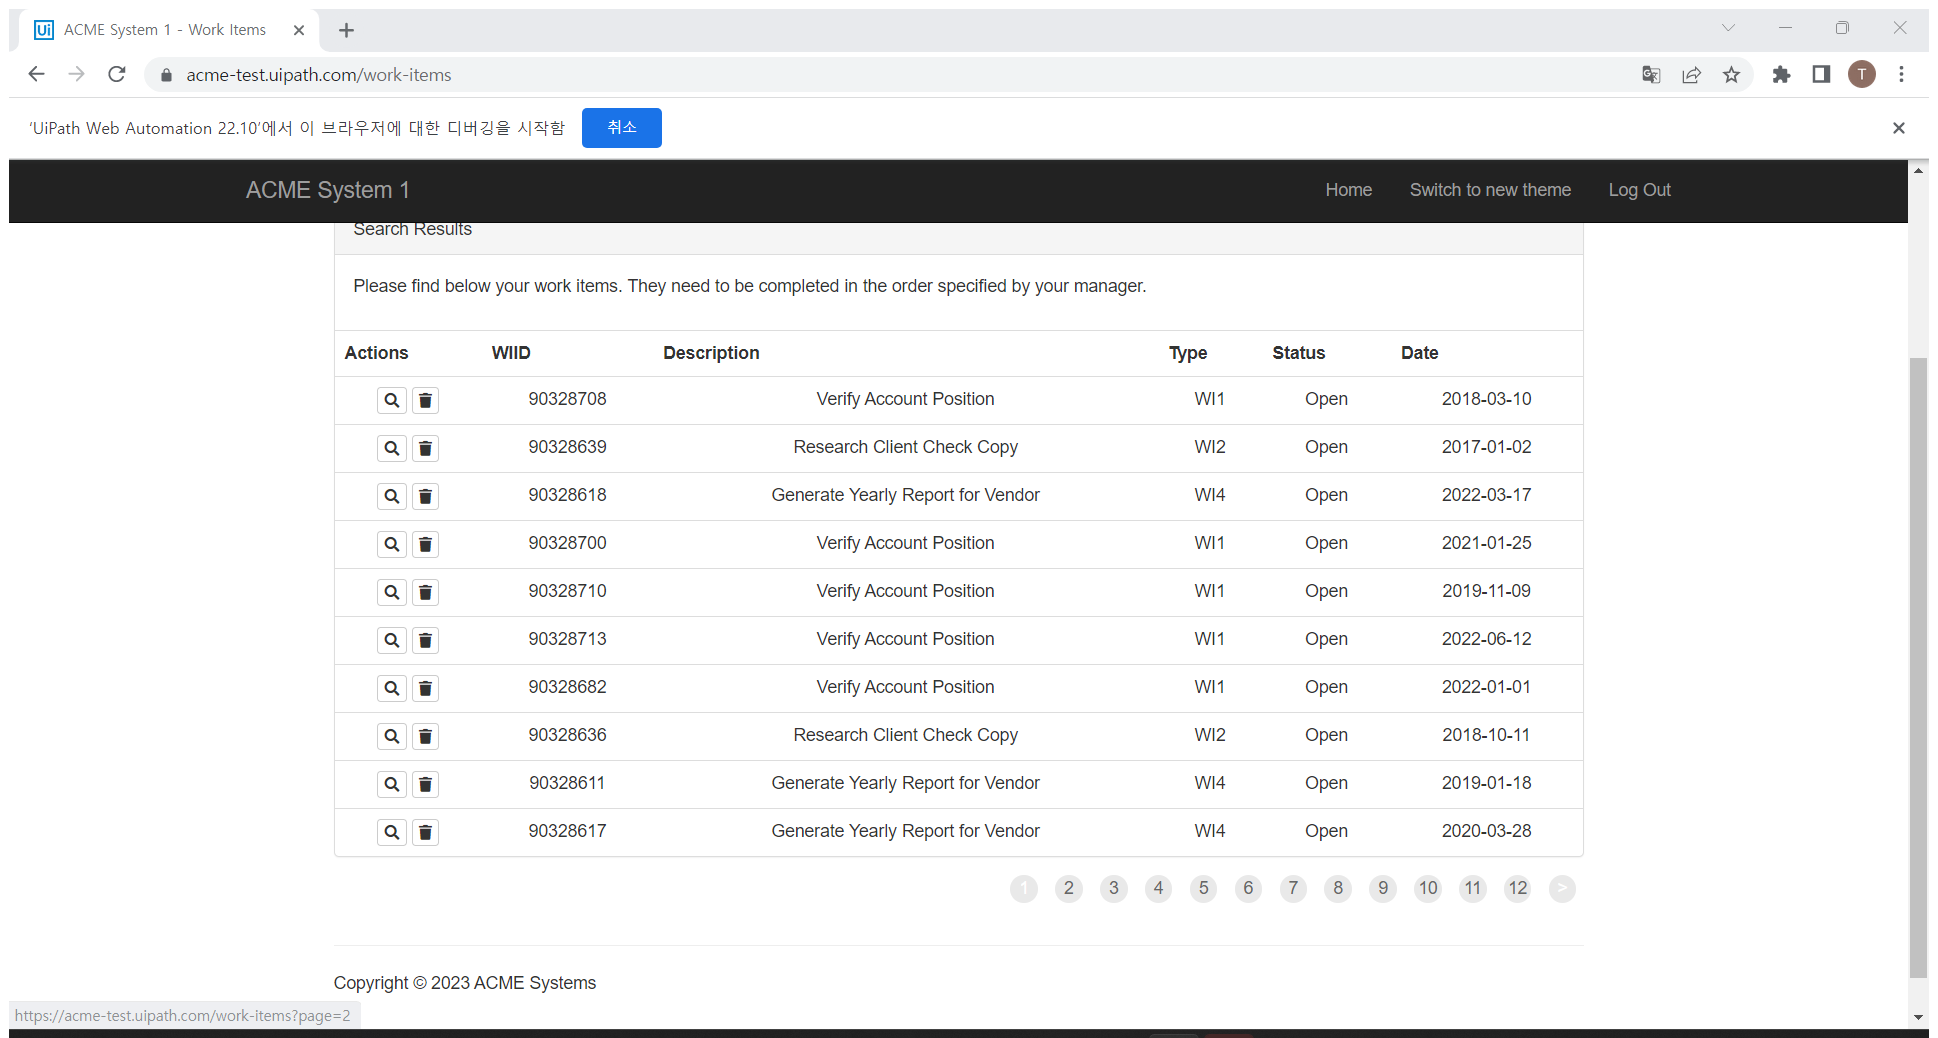 Ui ACME System 1 - Work Items
acme-test.uipath.com/work-items T
'UiPath Web Automation 22.10'에서 이 브라우저에 대한 디버깅을 시작함 취소
ACME System 1 Home Switch to new theme Log Out
Search Results
Please find below your work items. They need to be completed in the order specified by your manager.
Actions WIID Description Type Status Date
90328708 Verify Account Position WI1 Open 2018-03-10
90328639 Research Client Check Copy WI2 Open 2017-01-02
90328618 Generate Yearly Report for Vendor WI4 Open 2022-03-17
90328700 Verify Account Position WI1 Open 2021-01-25
90328710 Verify Account Position WI1 Open 2019-11-09
90328713 Verify Account Position WI1 Open 2022-06-12
90328682 Verify Account Position WI1 Open 2022-01-01
90328636 Research Client Check Copy WI2 Open 2018-10-11
90328611 Generate Yearly Report for Vendor WI4 Open 2019-01-18
90328617 Generate Yearly Report for Vendor WI4 Open 2020-03-28
1 2 3 4 5 6 7 8 9 10 11 12 >
Copyright © 2023 ACME Systems
https://acme-test.uipath.com/work-items?page=2